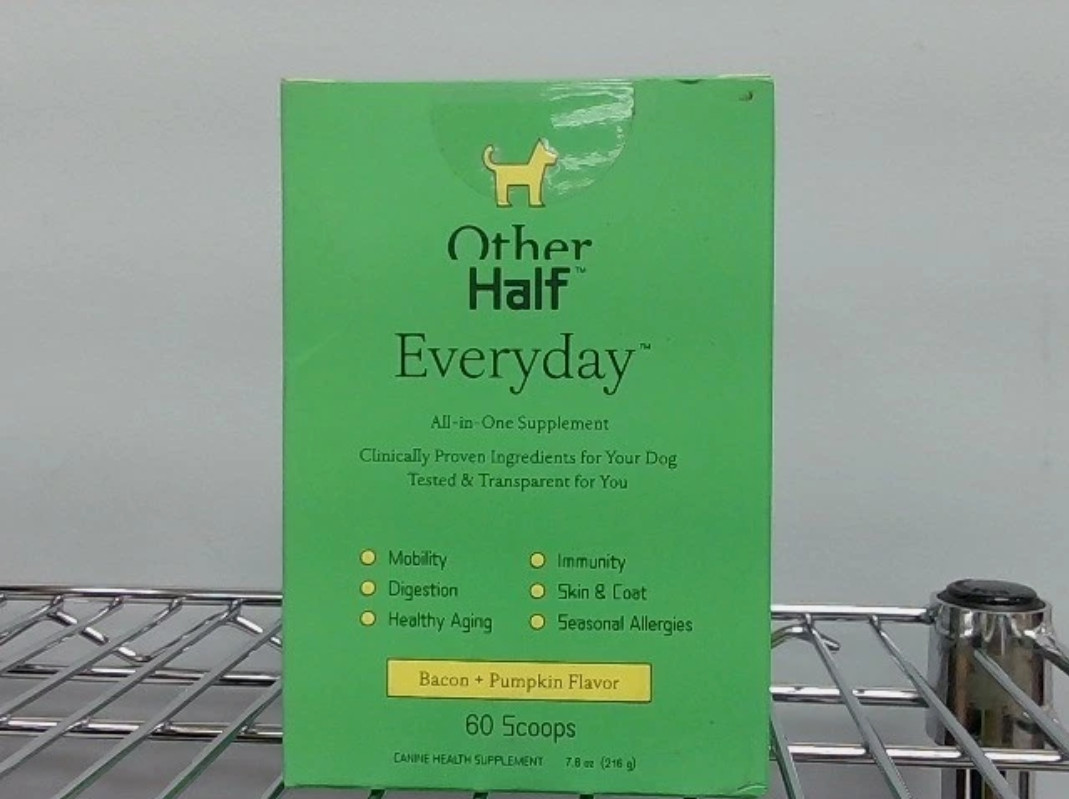 Other
Half™
Everyday™
All-in-One Supplement
Clinically Proven Ingredients for Your Dog
Tested & Transparent for You
Mobility
Digestion
Healthy Aging
Immunity
Skin & Coat
Seasonal Allergies
Bacon + Pumpkin Flavor
60 Scoops
CANINE HEALTH SUPPLEMENT 7.6 oz (216 g)